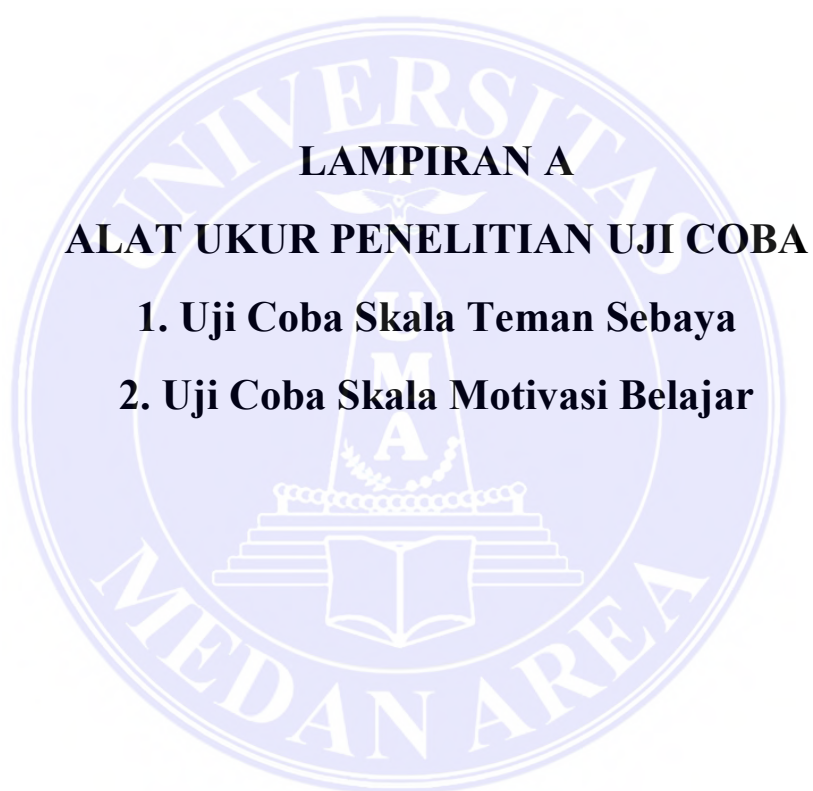 UNIVERSITAS
LAMPIRAN A
ALAT UKUR PENELITIAN UJI COBA
1. Uji Coba Skala Teman Sebaya
2. Uji Coba Skala Motivasi Belajar
U
M
A
MEDAN AREA